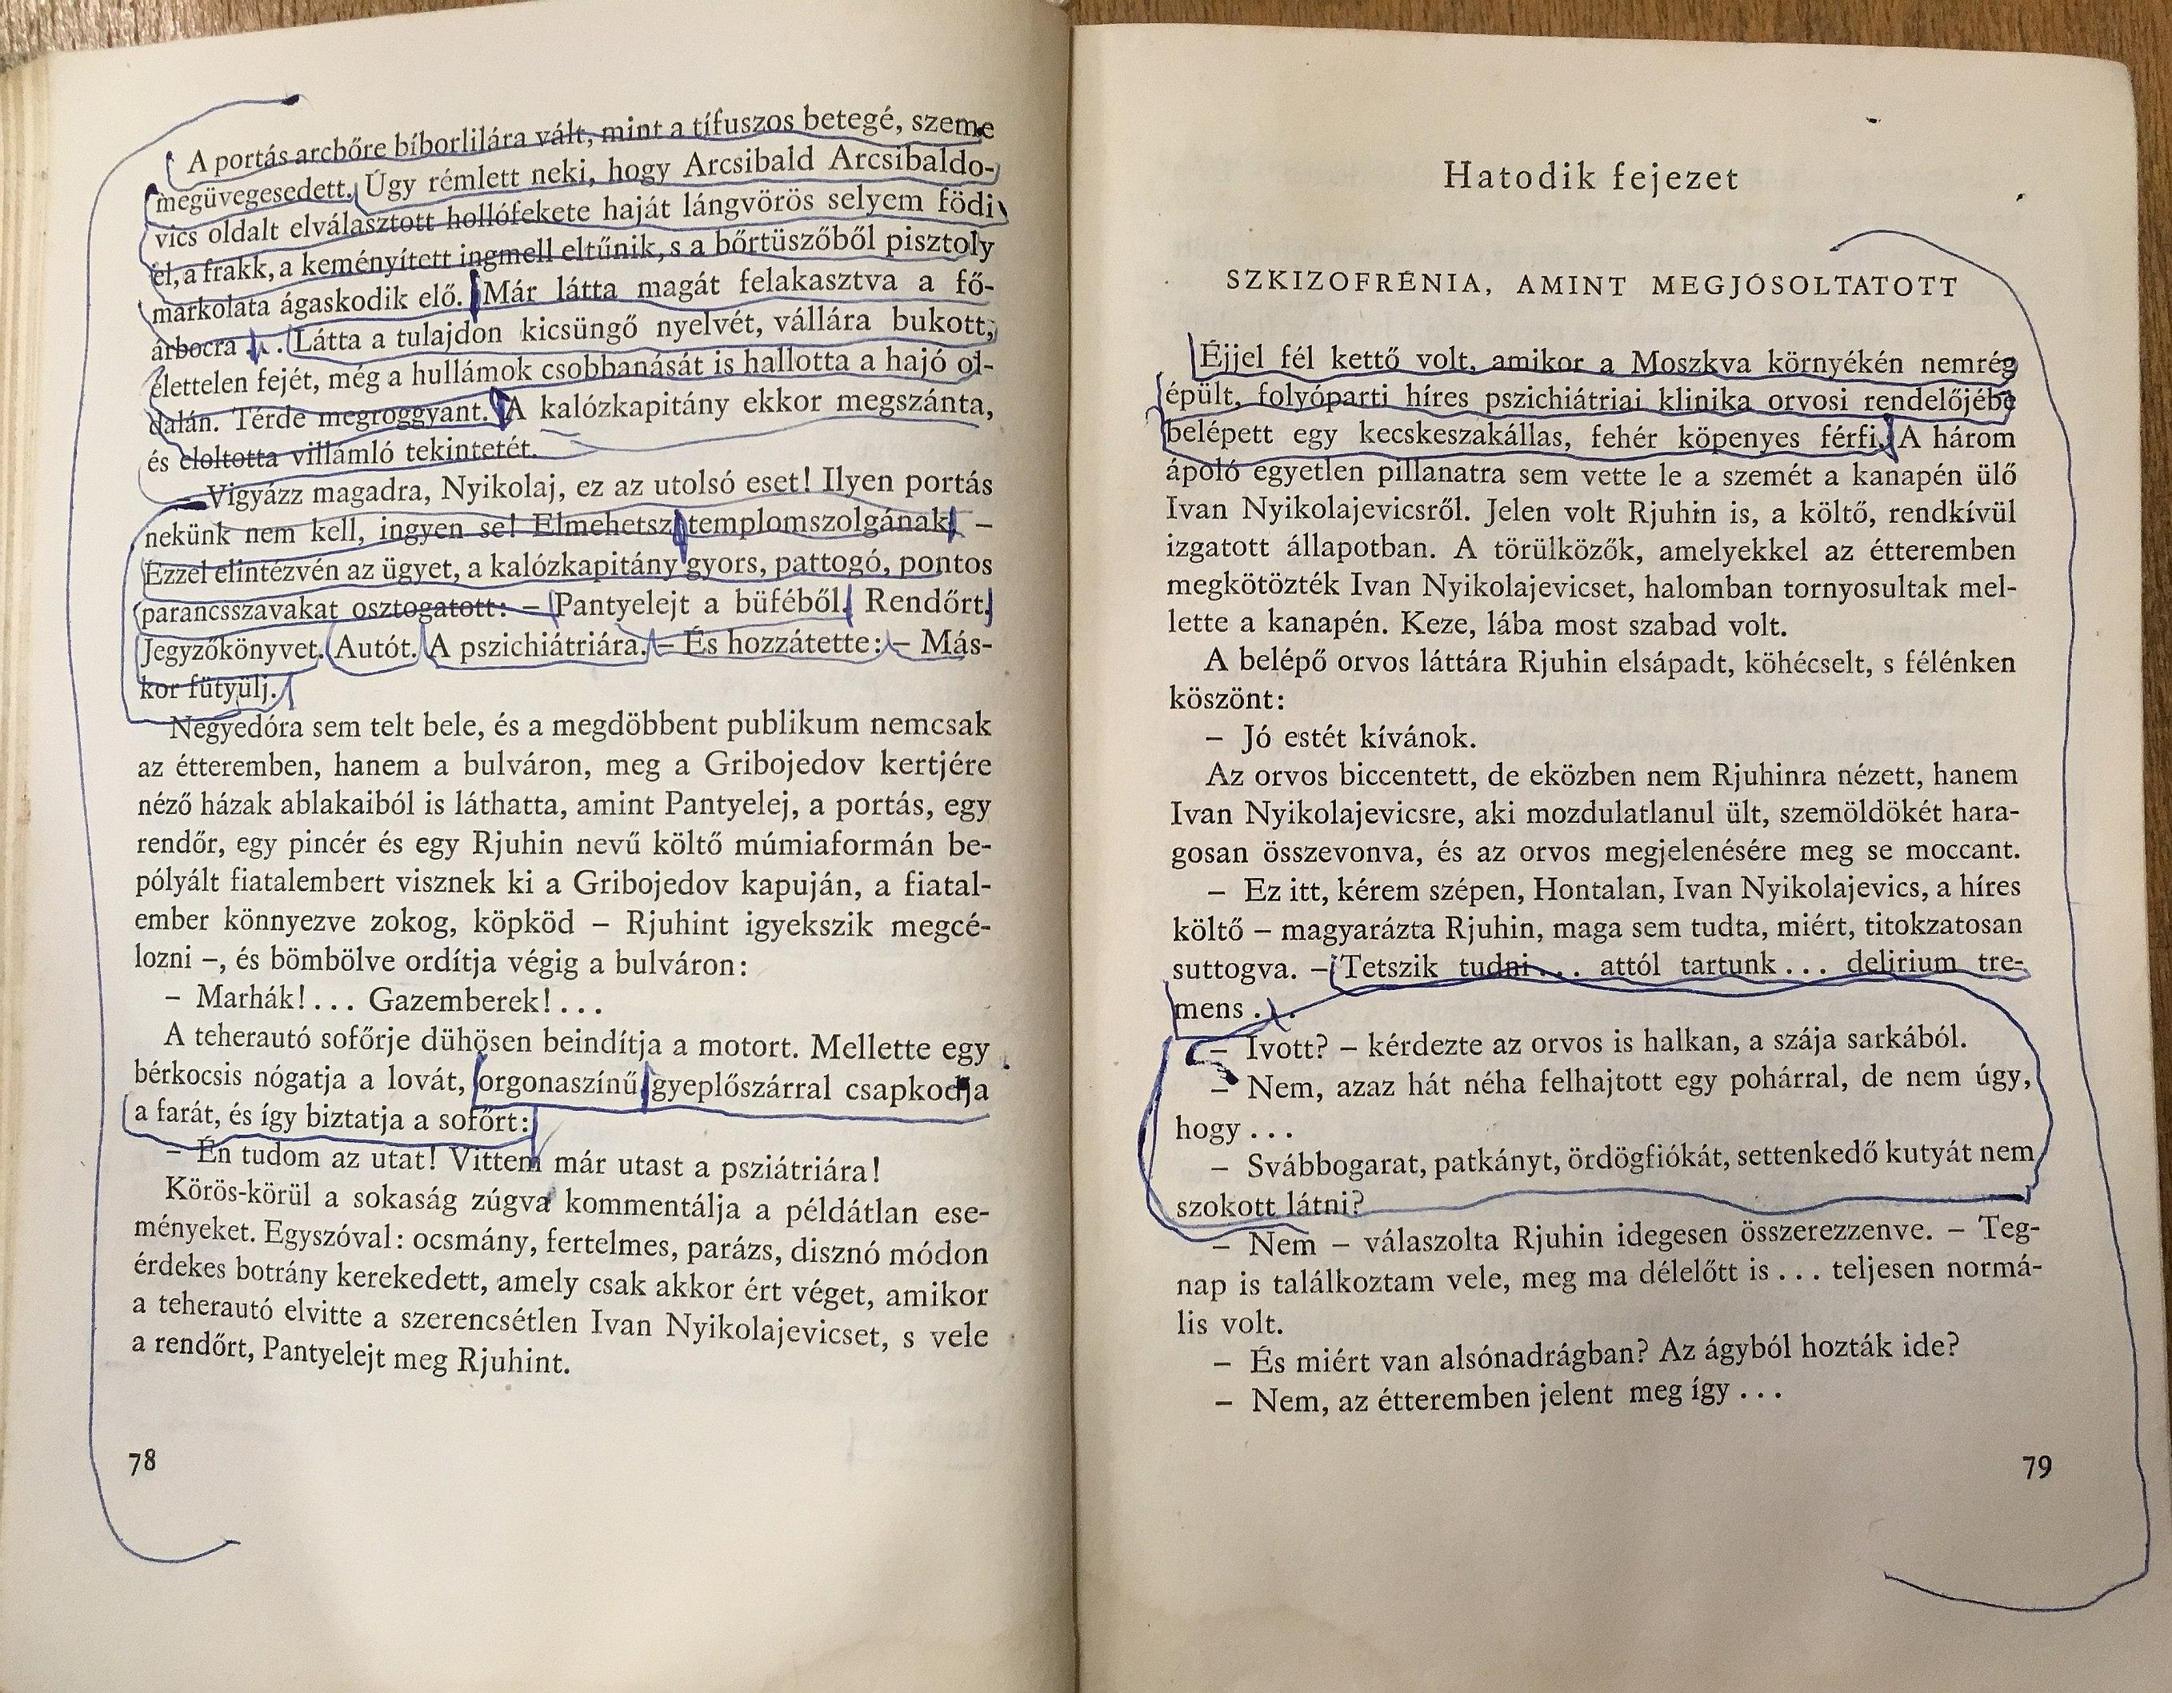 A portás arcbőre bíborlilára vált, mint a tífuszos betegé, szeme
megüvegesedett. Úgy rémlett neki, hogy Arcsibald Arcsibaldo-
vics oldalt elválasztott hollófekete haját lángvörös selyem födi
el, a frakk, a keményített ingmell eltűnik, s a bőrtüszőből pisztoly
markolata ágaskodik elő. Már látta magát felakasztva a fő-
árbocra . . . Látta a tulajdon kicsüngő nyelvét, vállára bukott,
élettelen fejét, még a hullámok csobbanását is hallotta a hajó ol-
dalán. Térde megroggyant. A kalózkapitány ekkor megszánta,
és eloltotta villámló tekintetét.
– Vigyázz magadra, Nyikolaj, ez az utolsó eset! Ilyen portás
nekünk nem kell, ingyen se! Elmehetsz templomszolgának! –
Ezzel elintézvén az ügyet, a kalózkapitány gyors, pattogó, pontos
parancsszavakat osztogatott: – Pantyelejt a büféből. Rendőrt.
Jegyzőkönyvet. Autót. A pszichiátriára. – És hozzátette: – Más-
kor fütyülj.
Negyedóra sem telt bele, és a megdöbbent publikum nemcsak
az étteremben, hanem a bulváron, meg a Gribojedov kertjére
néző házak ablakaiból is láthatta, amint Pantyelej, a portás, egy
rendőr, egy pincér és egy Rjuhin nevű költő múmiaformán be-
pólyált fiatalembert visznek ki a Gribojedov kapuján, a fiatal-
ember könnyezve zokog, köpköd – Rjuhint igyekszik megcé-
lozni –, és bömbölve ordítja végig a bulváron:
– Marhák! . . . Gazemberek! . . .
A teherautó sofőrje dühösen beindítja a motort. Mellette egy
bérkocsis nógatja a lovát, orgonaszínű gyeplőszárral csapkodja
a farát, és így biztatja a sofőrt:
– Én tudom az utat! Vittem már utast a psziátriára!
Körös-körül a sokaság zúgva kommentálja a példátlan ese-
ményeket. Egyszóval: ocsmány, fertelmes, parázs, disznó módon
érdekes botrány kerekedett, amely csak akkor ért véget, amikor
a teherautó elvitte a szerencsétlen Ivan Nyikolajevicset, s vele
a rendőrt, Pantyelejt meg Rjuhint.
78
Hatodik fejezet
SZKIZOFRÉNIA, AMINT MEGJÓSOLTATOTT
Éjjel fél kettő volt, amikor a Moszkva környékén nemrég
épült, folyóparti híres pszichiátriai klinika orvosi rendelőjébe
belépett egy kecskeszakállas, fehér köpenyes férfi. A három
ápoló egyetlen pillanatra sem vette le a szemét a kanapén ülő
Ivan Nyikolajevicsről. Jelen volt Rjuhin is, a költő, rendkívül
izgatott állapotban. A törülközők, amelyekkel az étteremben
megkötözték Ivan Nyikolajevicset, halomban tornyosultak mel-
lette a kanapén. Keze, lába most szabad volt.
A belépő orvos láttára Rjuhin elsápadt, köhécselt, s félénken
köszönt:
– Jó estét kívánok.
Az orvos biccentett, de eközben nem Rjuhinra nézett, hanem
Ivan Nyikolajevicsre, aki mozdulatlanul ült, szemöldökét hara-
gosan összevonva, és az orvos megjelenésére meg se moccant.
– Ez itt, kérem szépen, Hontalan, Ivan Nyikolajevics, a híres
költő – magyarázta Rjuhin, maga sem tudta, miért, titokzatosan
suttogva. – Tetszik tudni . . . attól tartunk . . . delirium tre-
mens . . .
– Ivott? – kérdezte az orvos is halkan, a szája sarkából.
– Nem, azaz hát néha felhajtott egy pohárral, de nem úgy,
hogy . . .
– Svábbogarat, patkányt, ördögfiókát, settenkedő kutyát nem
szokott látni?
– Nem – válaszolta Rjuhin idegesen összerezzenve. – Teg-
nap is találkoztam vele, meg ma délelőtt is . . . teljesen normá-
lis volt.
– És miért van alsónadrágban? Az ágyból hozták ide?
– Nem, az étteremben jelent meg így . . .
79